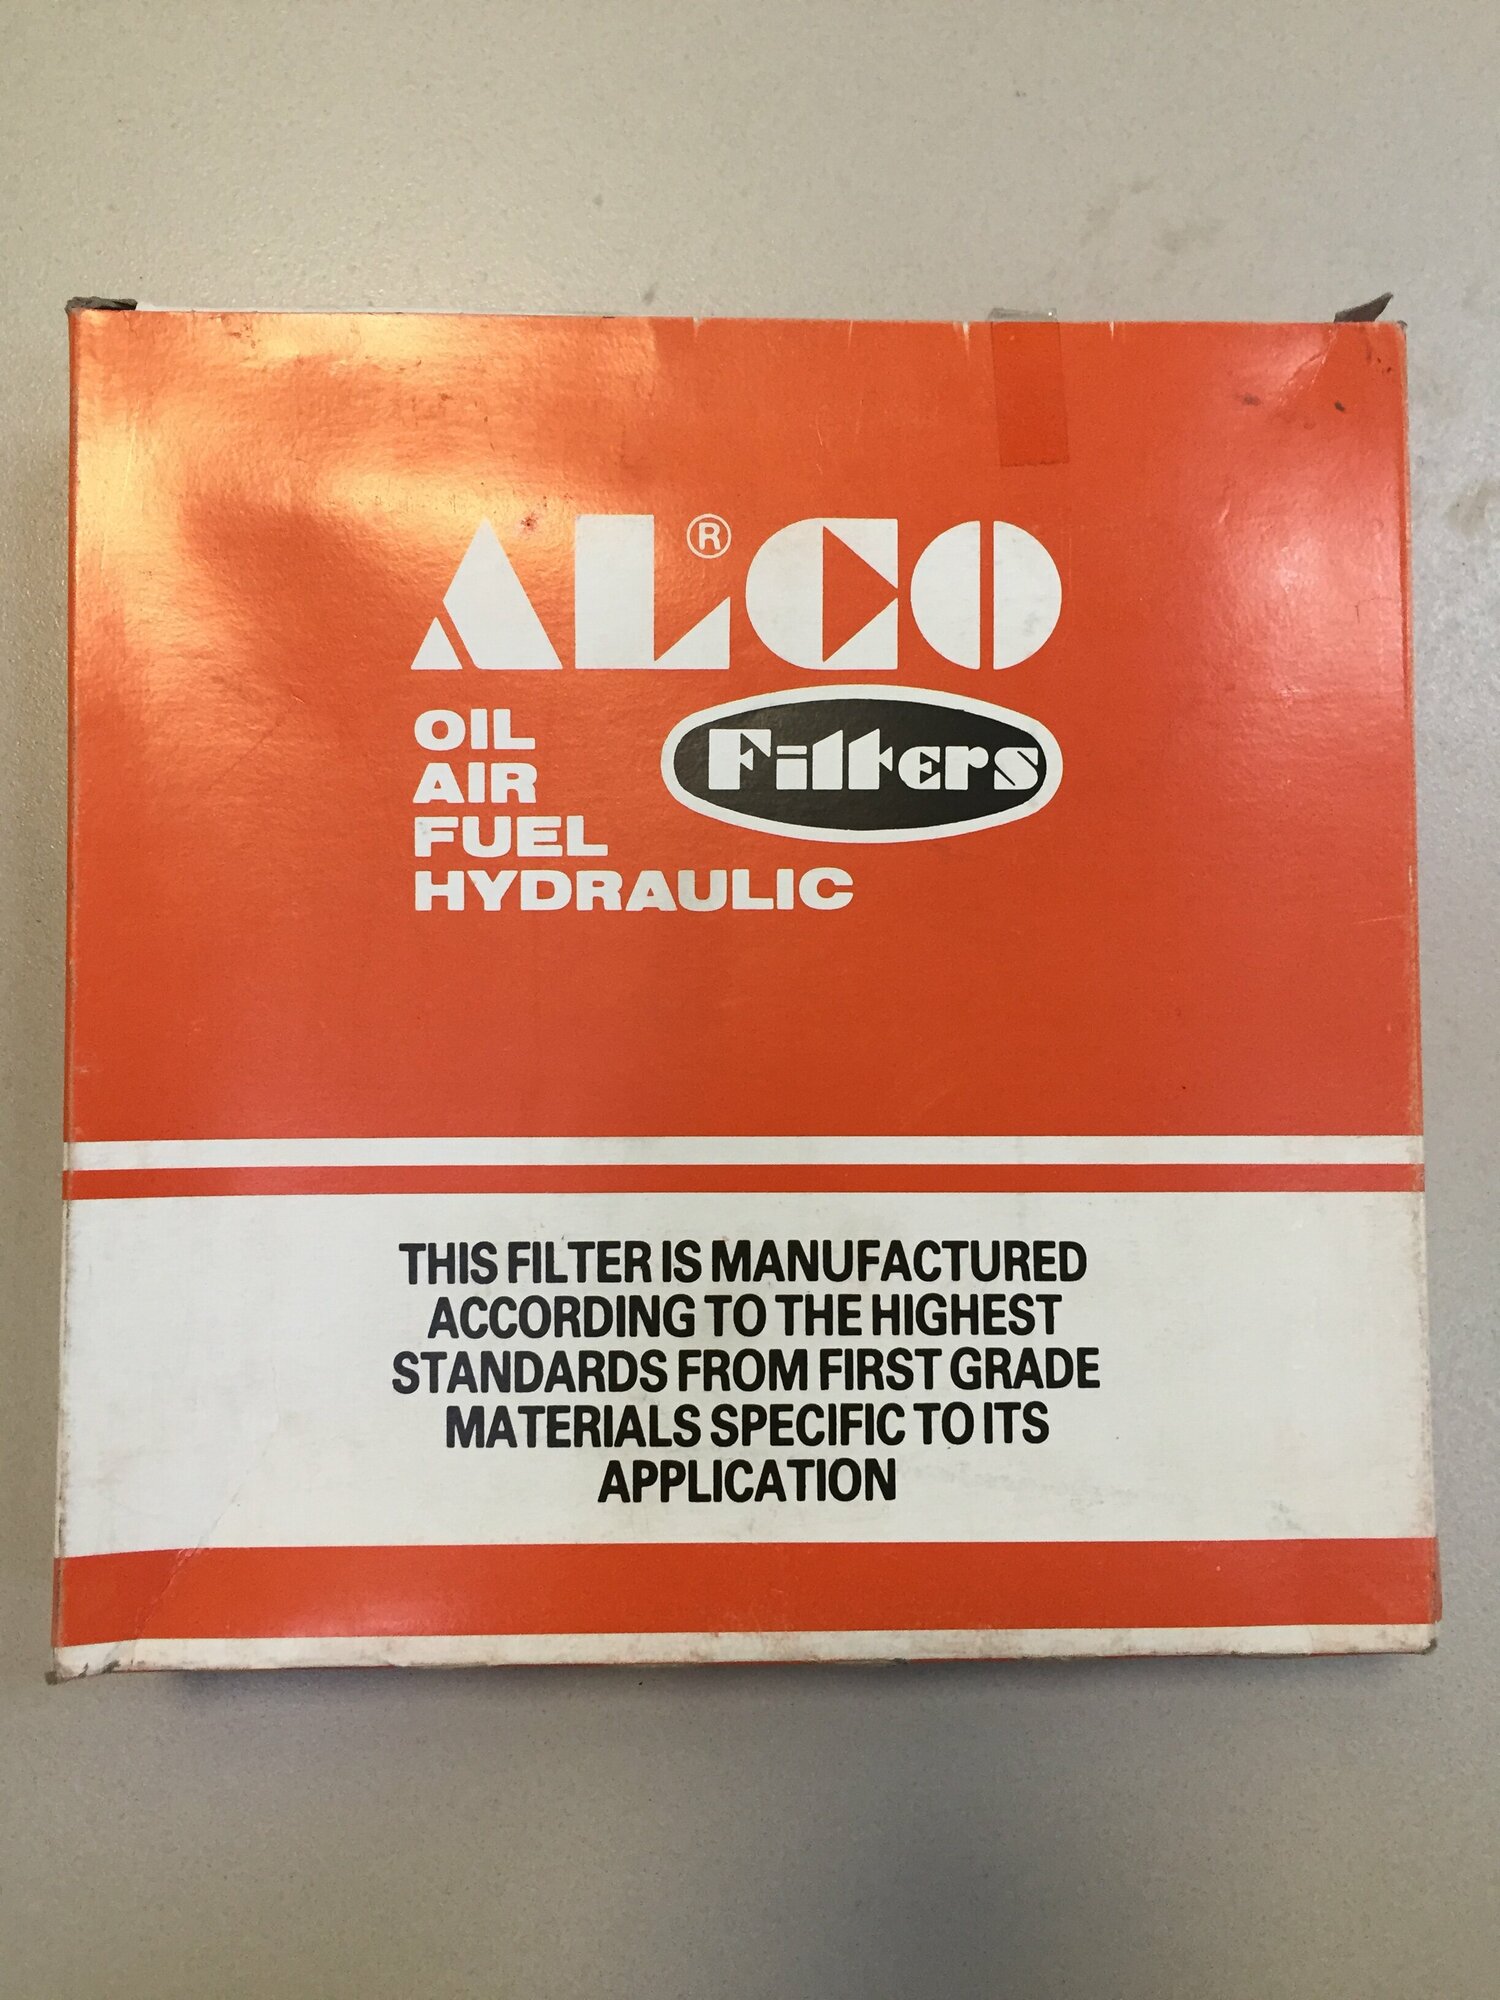 ALCO®
Filters
OIL
AIR
FUEL
HYDRAULIC
THIS FILTER IS MANUFACTURED
ACCORDING TO THE HIGHEST
STANDARDS FROM FIRST GRADE
MATERIALS SPECIFIC TO ITS
APPLICATION